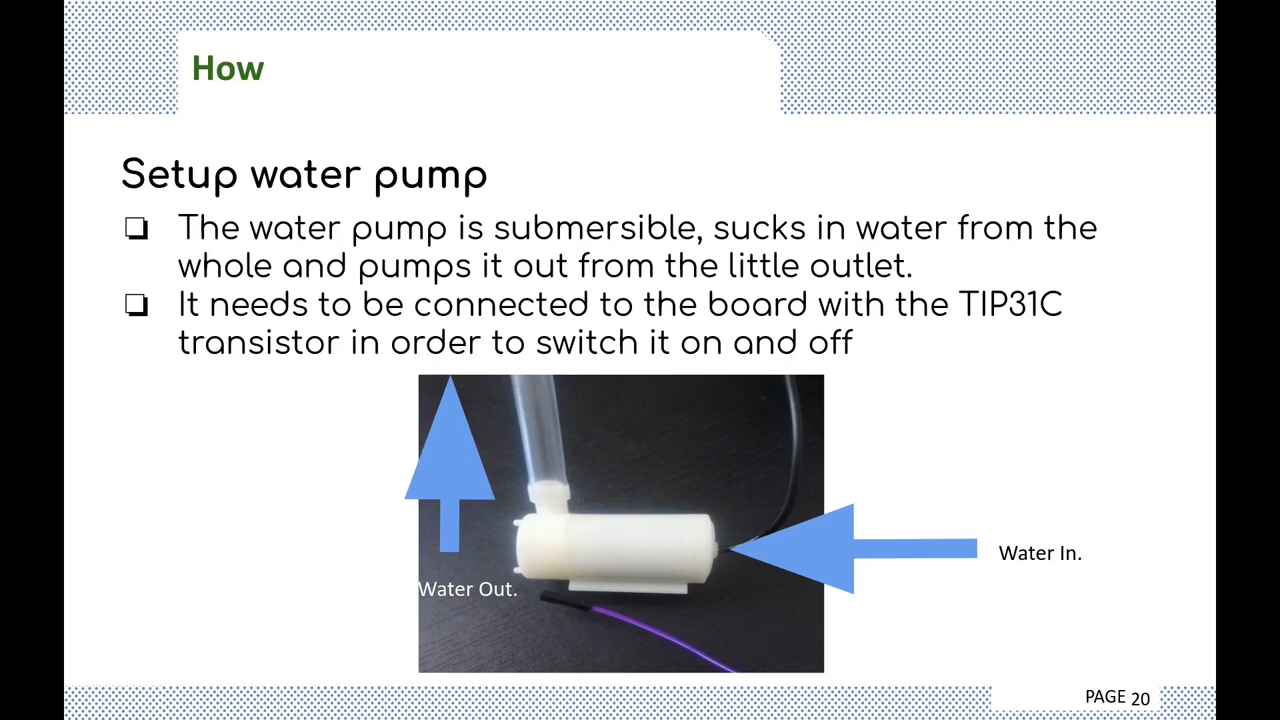 How
Setup water pump
❏ The water pump is submersible, sucks in water from the
whole and pumps it out from the little outlet.
❏ It needs to be connected to the board with the TIP31C
transistor in order to switch it on and off
Water In.
Water Out.
PAGE 20